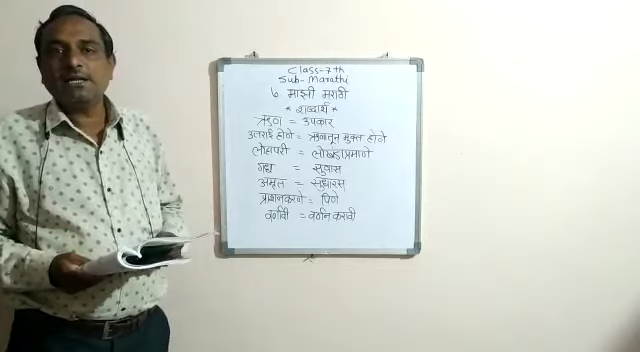 Class-7th
Sub-Marathi
६. माझी मराठी
* शब्दार्थ *
ऋण = उपकार
उतराई होणे = ऋणातून मुक्त होणे
लोहापरी = लोखंडाप्रमाणे
गंध = सुवास
अमृत = सुधारस
प्राशन करणे = पिणे
वर्णावी = वर्णन करावी